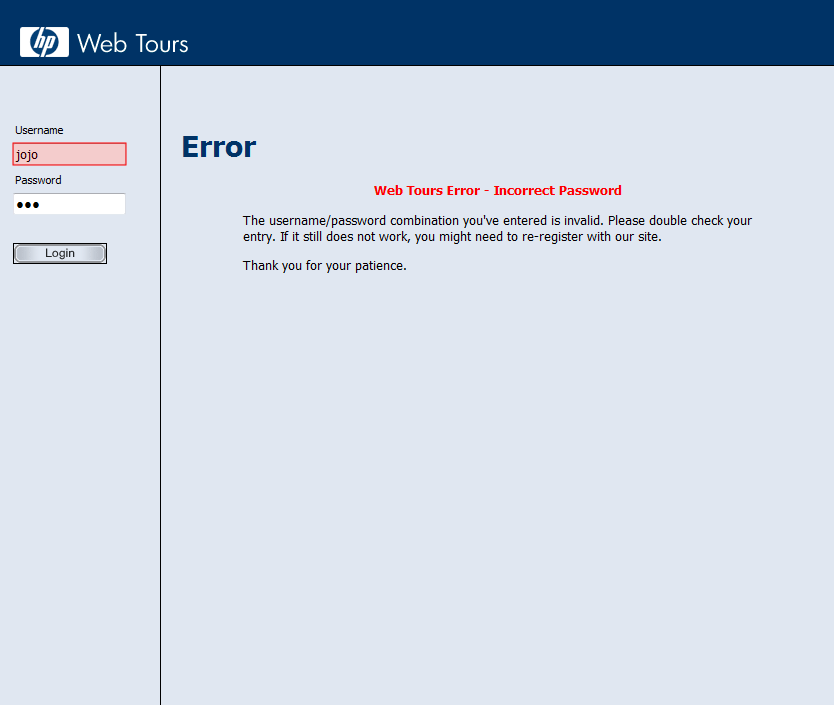 hp Web Tours
Username
jojo
Password
Login
Error
Web Tours Error - Incorrect Password
The username/password combination you've entered is invalid. Please double check your
entry. If it still does not work, you might need to re-register with our site.
Thank you for your patience.